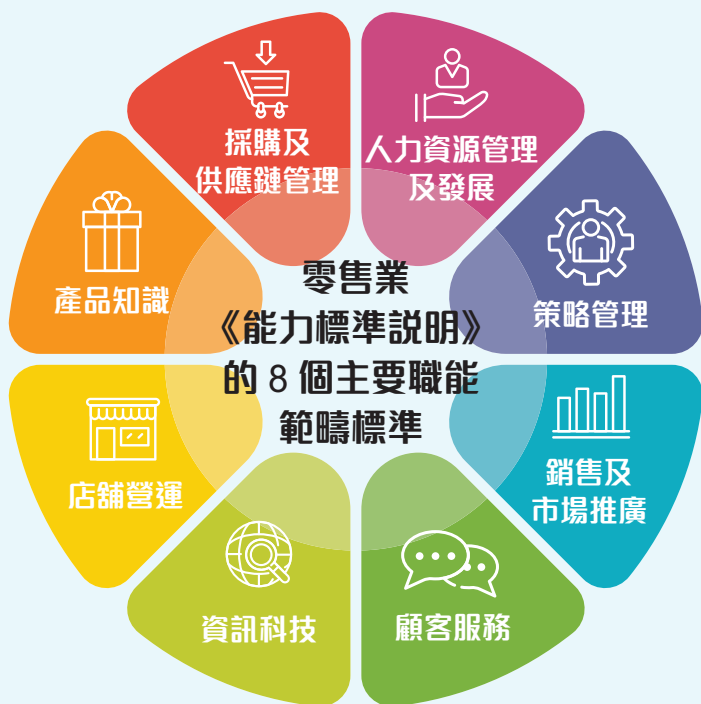 零售業
《能力標準説明》
的 8 個主要職能
範疇標準
人力資源管理
及發展
策略管理
銷售及
市場推廣
顧客服務
資訊科技
店舖營運
產品知識
採購及
供應鏈管理